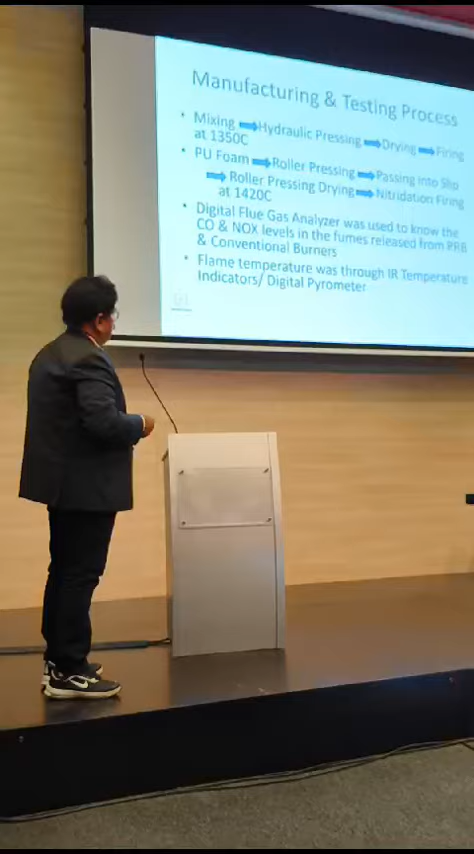 Manufacturing & Testing Process
• Mixing ➡Hydraulic Pressing ➡Drying ➡Firing
at 1350C
• PU Foam ➡Roller Pressing ➡Passing into Slip
➡ Roller Pressing Drying➡ Nitridation Firing
at 1420C
• Digital Flue Gas Analyzer was used to know the
CO & NOX levels in the fumes released from PRB
& Conventional Burners
• Flame temperature was through IR Temperature
Indicators/ Digital Pyrometer